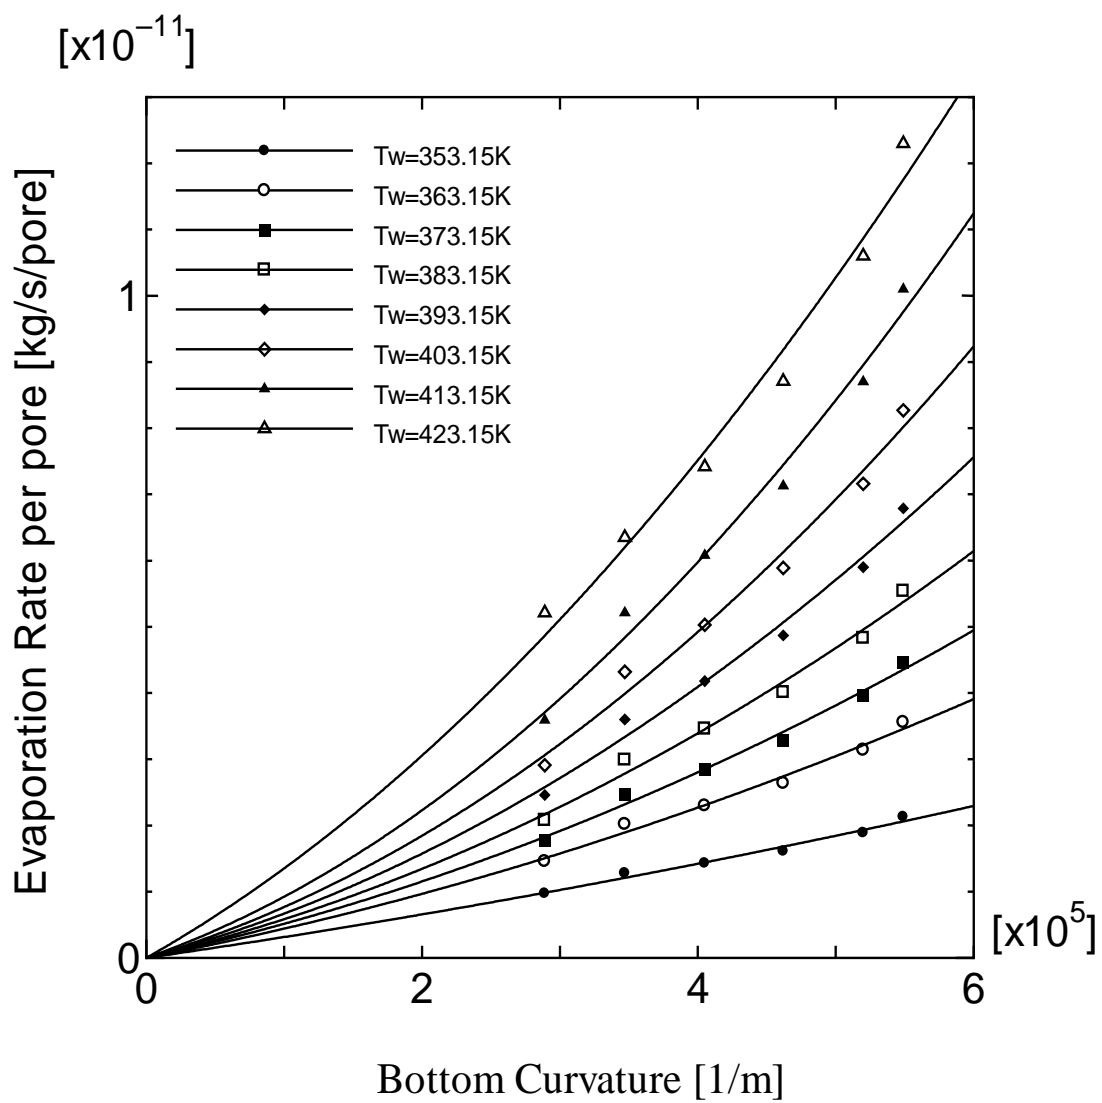 [x10⁻¹¹]
Evaporation Rate per pore [kg/s/pore]
Tw=353.15K
Tw=363.15K
Tw=373.15K
Tw=383.15K
Tw=393.15K
Tw=403.15K
Tw=413.15K
Tw=423.15K
1
0
[x10⁵]
0 2 4 6
Bottom Curvature [1/m]